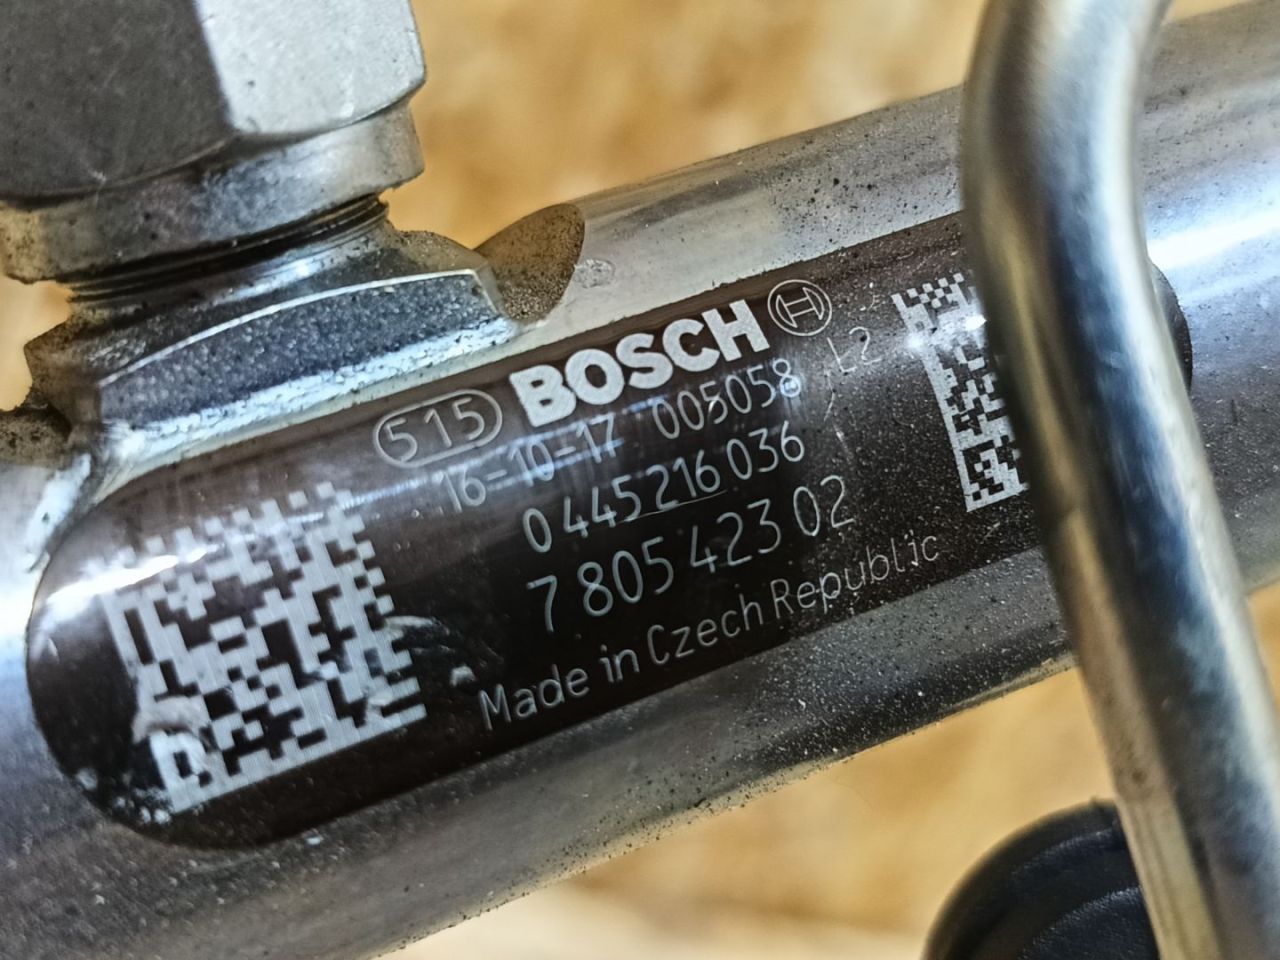 515 BOSCH
16-10-17 005058 L2
0 445 216 036
7 805 423 02
Made in Czech Republic